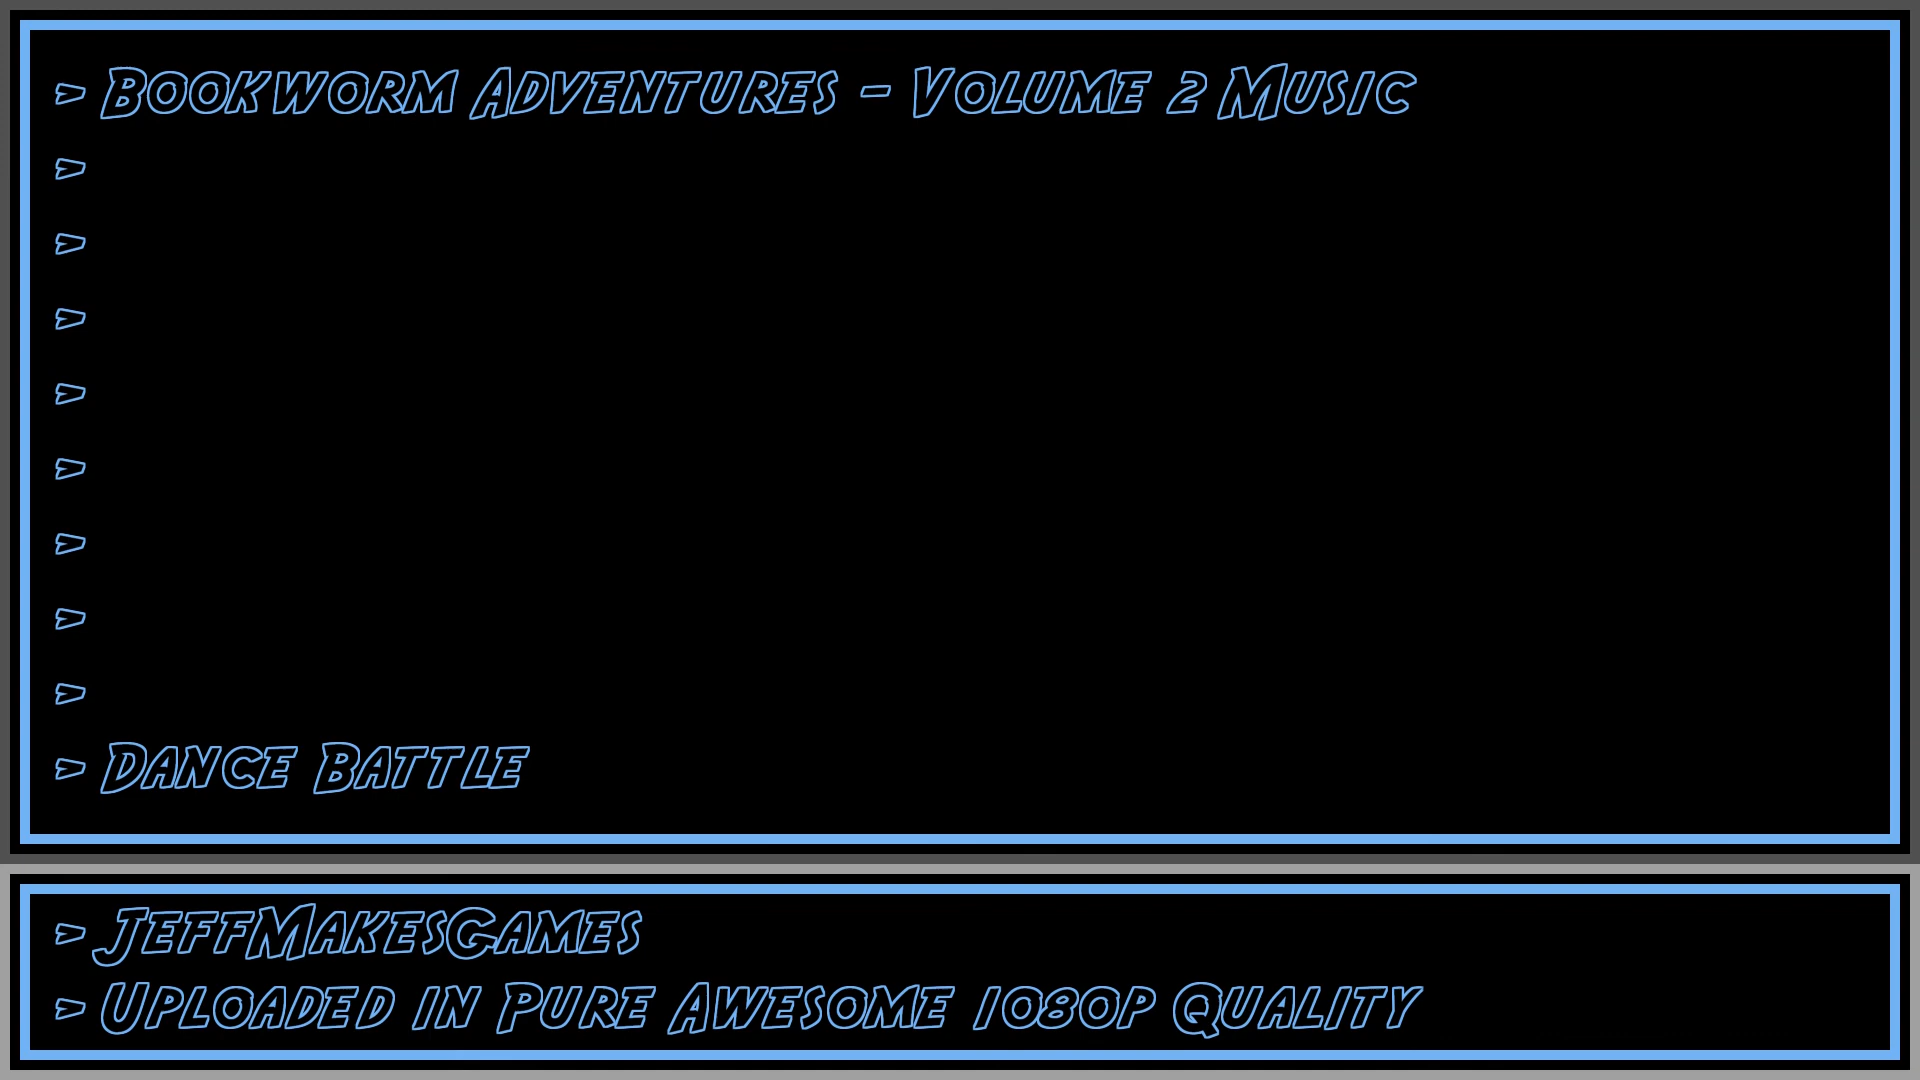 > Bookworm Adventures - Volume 2 Music
>
>
>
>
>
>
>
>
> Dance Battle
> JeffMakesGames
> Uploaded in Pure Awesome 1080p Quality